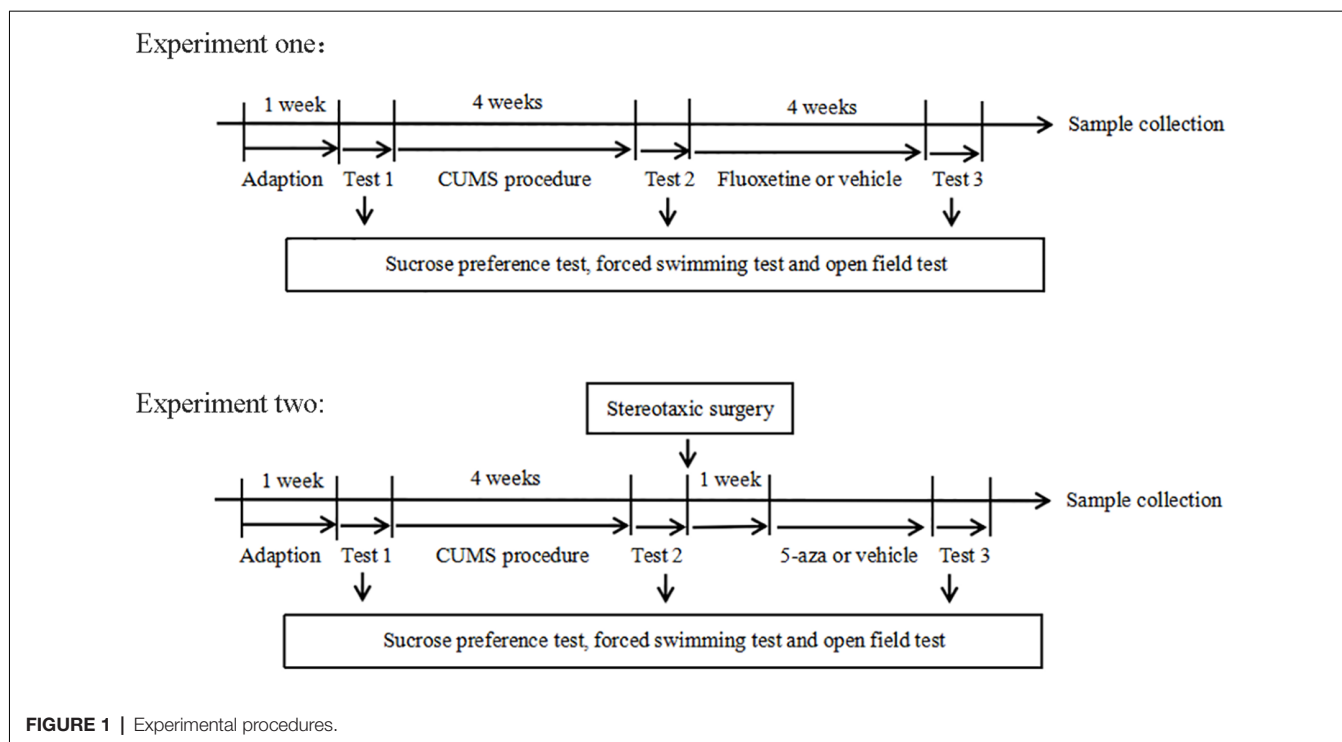 Experiment one:
1 week 4 weeks 4 weeks
Sample collection
Adaption Test 1 CUMS procedure Test 2 Fluoxetine or vehicle Test 3
Sucrose preference test, forced swimming test and open field test
Experiment two:
Stereotaxic surgery
1 week 4 weeks 1 week
Sample collection
Adaption Test 1 CUMS procedure Test 2 5-aza or vehicle Test 3
Sucrose preference test, forced swimming test and open field test
FIGURE 1 | Experimental procedures.